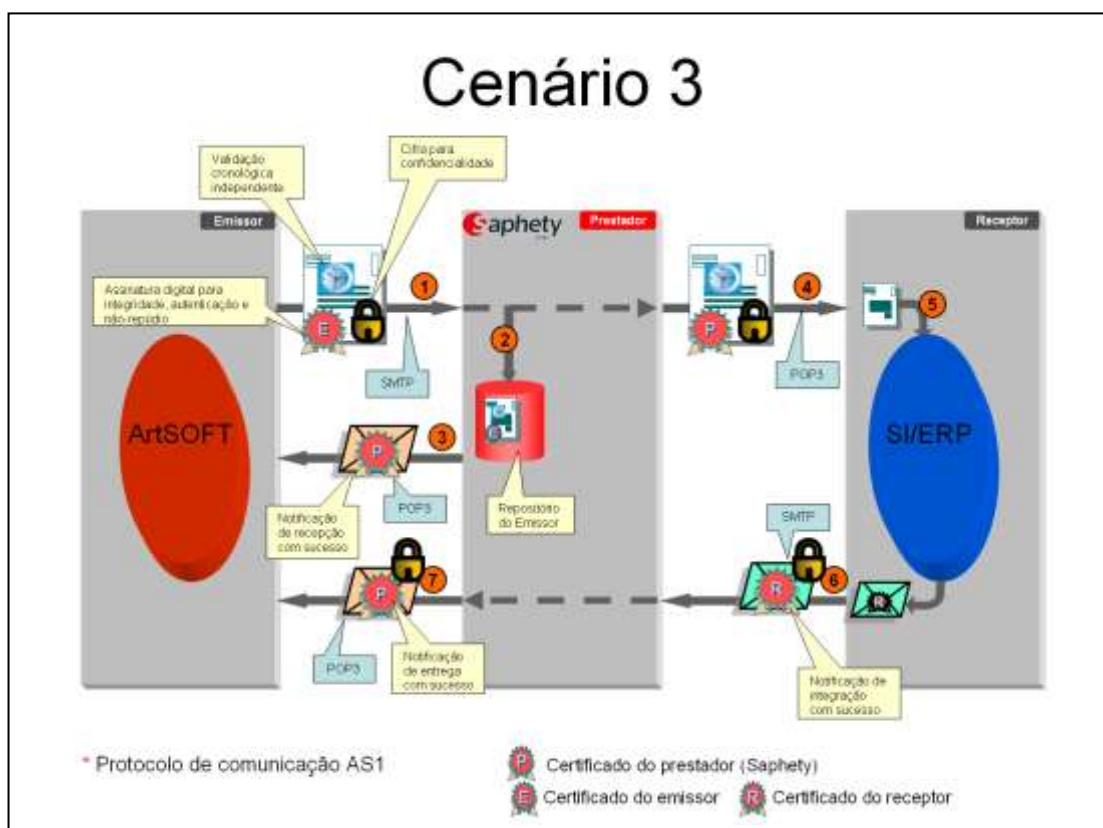 Cenário 3
Validação
cronológica
independente
Cifra para
confidencialidade
Emissor
Saphety
Prestador
Receptor
Assinatura digital para
integridade, autenticação e
não-repúdio
E
1
SMTP
2
P
4
POP3
5
ArtSOFT
SI/ERP
3
P
POP3
Notificação
de recepção
com sucesso
Repositório
do Emissor
7
P
POP3
Notificação
de entrega
com sucesso
SMTP
6
R
R
Notificação de
integração
com sucesso
* Protocolo de comunicação AS1
P Certificado do prestador (Saphety)
E Certificado do emissor
R Certificado do receptor